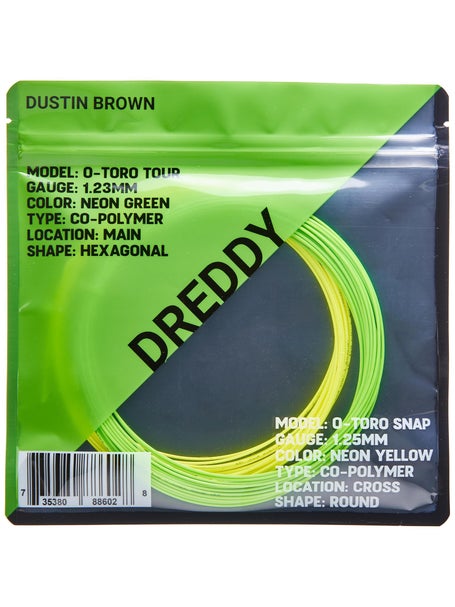 DUSTIN BROWN
MODEL: O-TORO TOUR
GAUGE: 1.23MM
COLOR: NEON GREEN
TYPE: CO-POLYMER
LOCATION: MAIN
SHAPE: HEXAGONAL
DREDDY
MODEL: O-TORO SNAP
GAUGE: 1.25MM
COLOR: NEON YELLOW
TYPE: CO-POLYMER
LOCATION: CROSS
SHAPE: ROUND
7 35380 88602 8